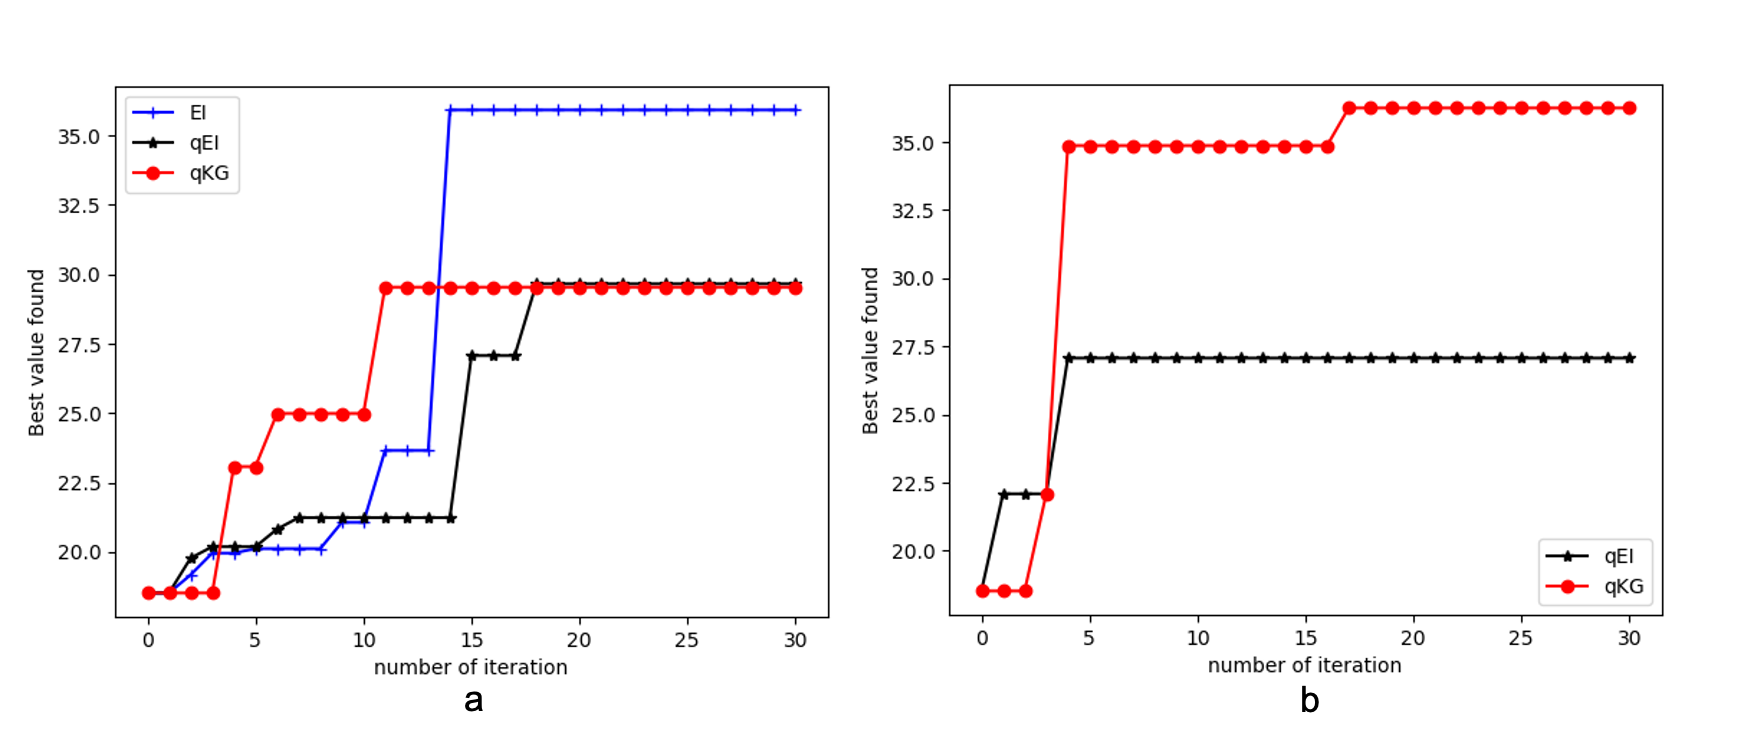 EI
qEI
qKG
35.0
32.5
30.0
27.5
25.0
22.5
20.0
Best value found
0 5 10 15 20 25 30
number of iteration
a
35.0
32.5
30.0
27.5
25.0
22.5
20.0
Best value found
qEI
qKG
0 5 10 15 20 25 30
number of iteration
b